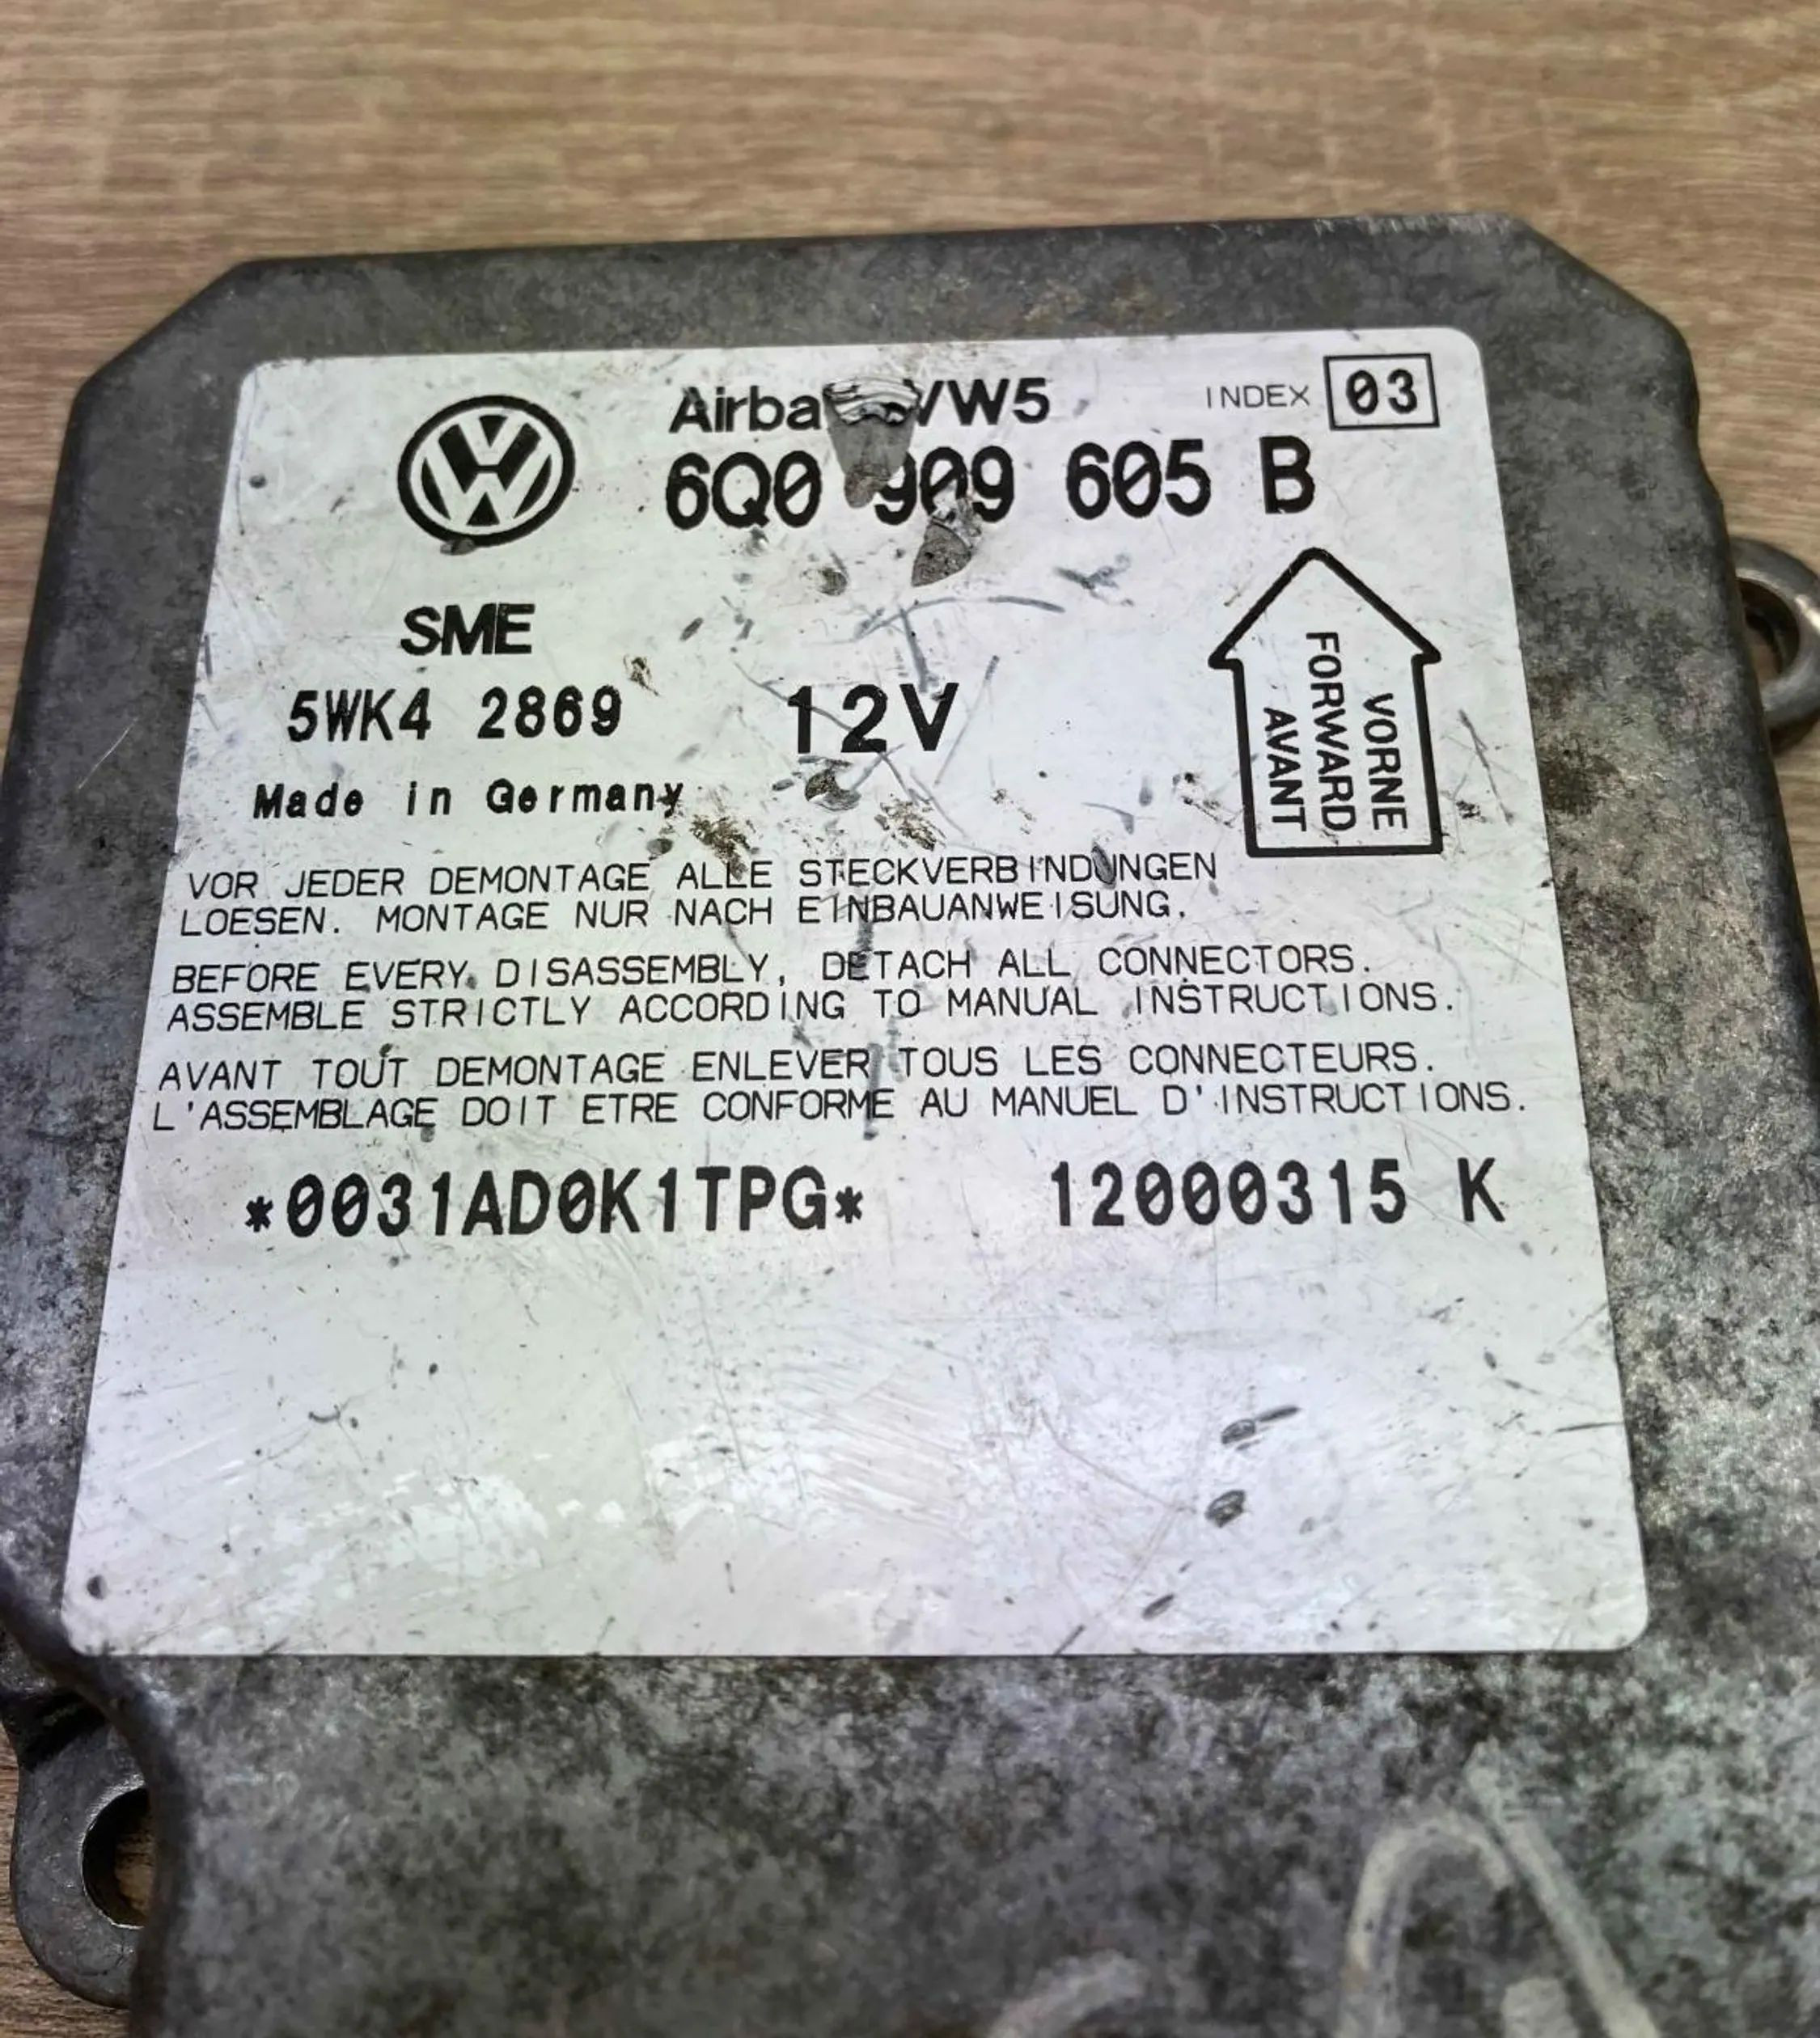 VW5
INDEX 03
6Q0 909 605 B
SME
5WK4 2869 12V
Made in Germany
VORNE
FORWARD
AVANT
VOR JEDER DEMONTAGE ALLE STECKVERBINDUNGEN
LOESEN. MONTAGE NUR NACH EINBAUANWEISUNG.
BEFORE EVERY DISASSEMBLY, DETACH ALL CONNECTORS.
ASSEMBLE STRICTLY ACCORDING TO MANUAL INSTRUCTIONS.
AVANT TOUT DEMONTAGE ENLEVER TOUS LES CONNECTEURS.
L'ASSEMBLAGE DOIT ETRE CONFORME AU MANUEL D'INSTRUCTIONS.
*0031AD0K1TPG* 12000315 K